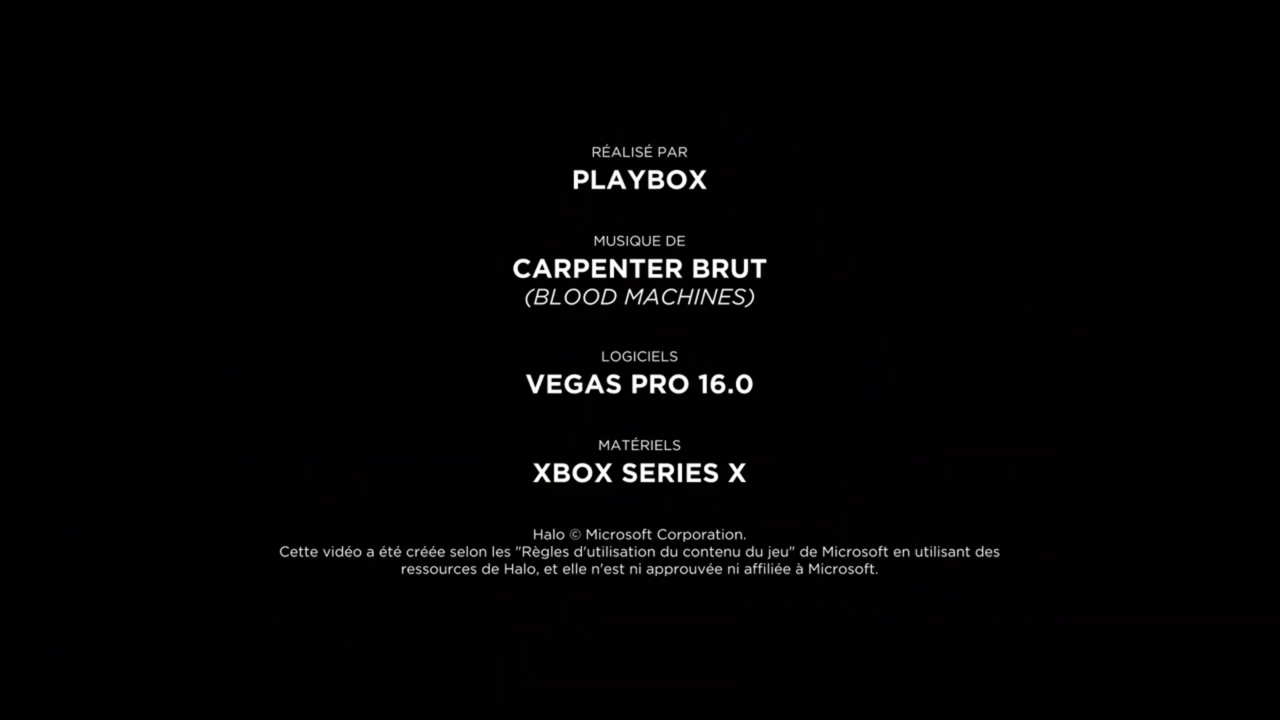 RÉALISÉ PAR
PLAYBOX
MUSIQUE DE
CARPENTER BRUT
(BLOOD MACHINES)
LOGICIELS
VEGAS PRO 16.0
MATÉRIELS
XBOX SERIES X
Halo © Microsoft Corporation.
Cette vidéo a été créée selon les "Règles d'utilisation du contenu du jeu" de Microsoft en utilisant des
ressources de Halo, et elle n'est ni approuvée ni affiliée à Microsoft.